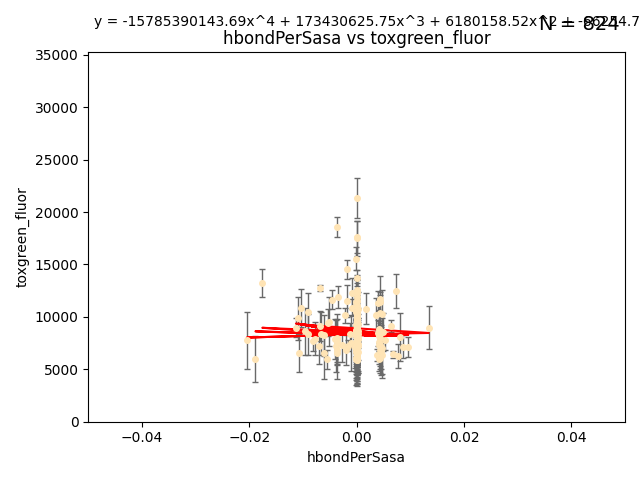 y = -15785390143.69x^4 + 173430625.75x^3 + 6180158.52x^2 +
N = 824
hbondPerSasa vs toxgreen_fluor
35000
30000
25000
20000
15000
10000
5000
0
toxgreen_fluor
−0.04 −0.02 0.00 0.02 0.04
hbondPerSasa